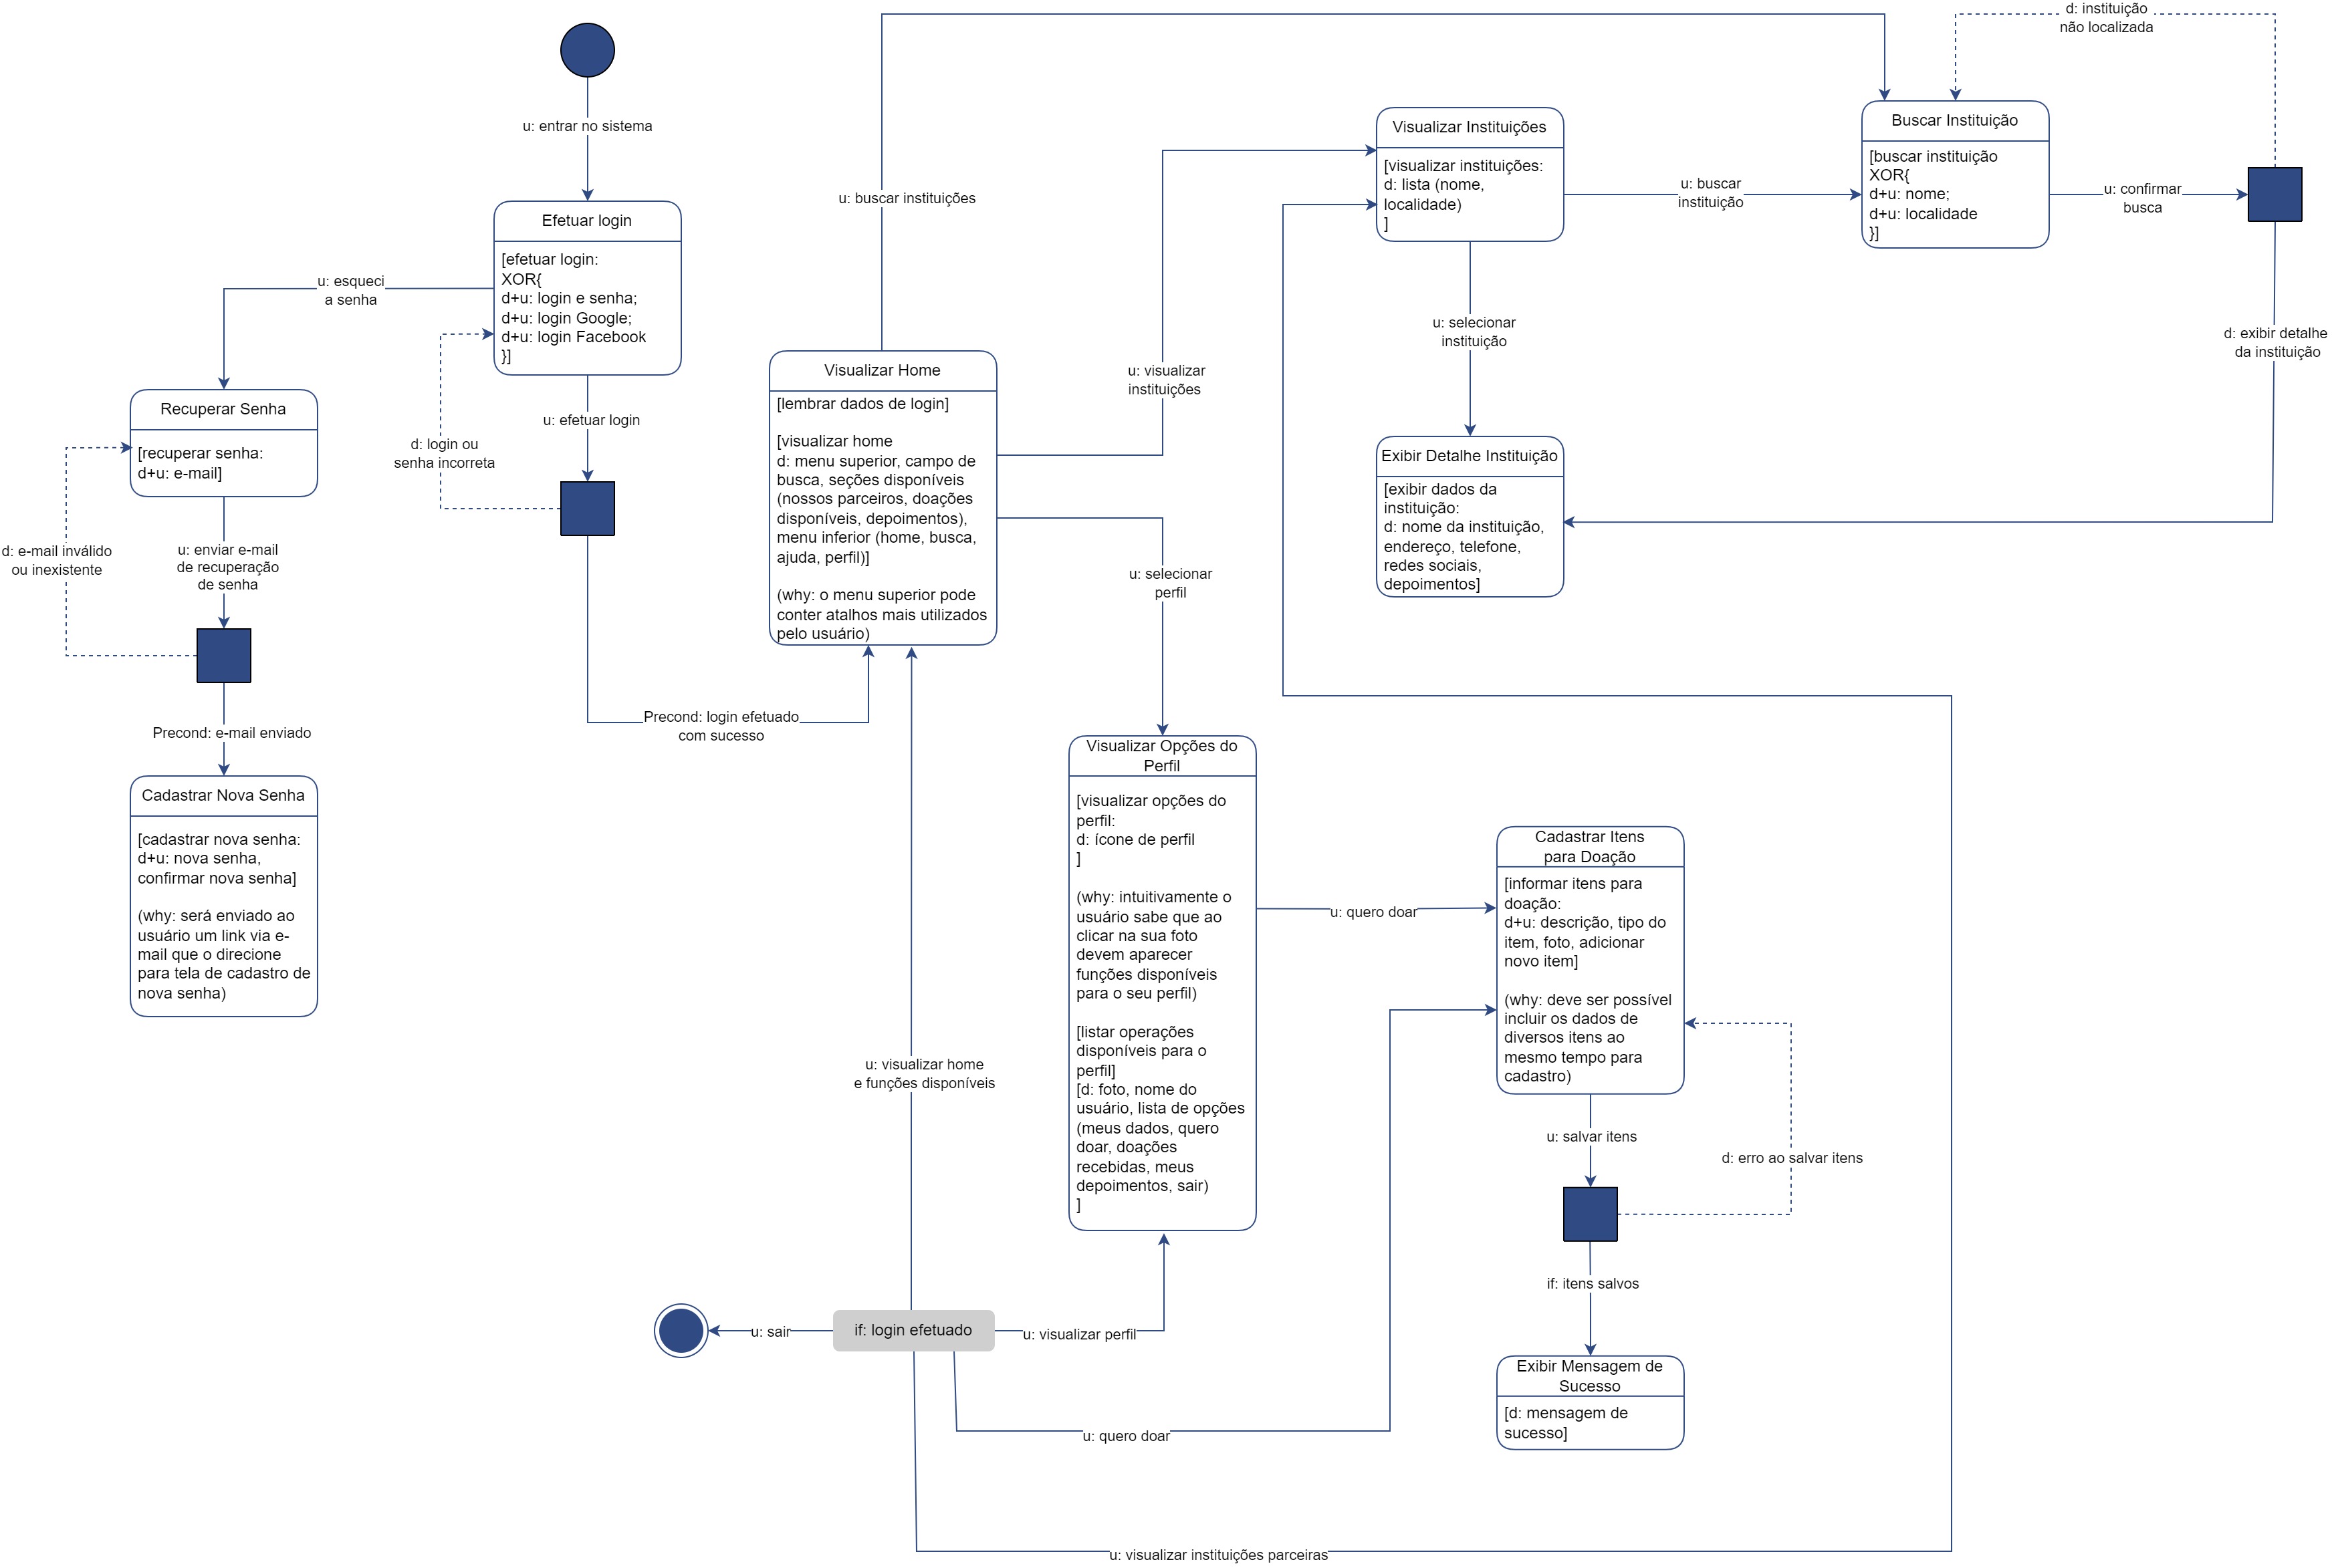 d: instituição
não localizada
u: entrar no sistema
Efetuar login
[efetuar login:
XOR{
d+u: login e senha;
d+u: login Google;
d+u: login Facebook
}]
u: esqueci
a senha
Recuperar Senha
[recuperar senha:
d+u: e-mail]
d: e-mail inválido
ou inexistente
u: enviar e-mail
de recuperação
de senha
Precond: e-mail enviado
Cadastrar Nova Senha
[cadastrar nova senha:
d+u: nova senha,
confirmar nova senha]
(why: será enviado ao
usuário um link via e-
mail que o direcione
para tela de cadastro de
nova senha)
d: login ou
senha incorreta
u: efetuar login
Precond: login efetuado
com sucesso
u: buscar instituições
Visualizar Home
[lembrar dados de login]
[visualizar home
d: menu superior, campo de
busca, seções disponíveis
(nossos parceiros, doações
disponíveis, depoimentos),
menu inferior (home, busca,
ajuda, perfil)]
(why: o menu superior pode
conter atalhos mais utilizados
pelo usuário)
u: visualizar
instituições
u: selecionar
perfil
Visualizar Instituições
[visualizar instituições:
d: lista (nome,
localidade)
]
u: buscar
instituição
Buscar Instituição
[buscar instituição
XOR{
d+u: nome;
d+u: localidade
}]
u: confirmar
busca
u: selecionar
instituição
d: exibir detalhe
da instituição
Exibir Detalhe Instituição
[exibir dados da
instituição:
d: nome da instituição,
endereço, telefone,
redes sociais,
depoimentos]
Visualizar Opções do
Perfil
[visualizar opções do
perfil:
d: ícone de perfil
]
(why: intuitivamente o
usuário sabe que ao
clicar na sua foto
devem aparecer
funções disponíveis
para o seu perfil)
[listar operações
disponíveis para o
perfil]
[d: foto, nome do
usuário, lista de opções
(meus dados, quero
doar, doações
recebidas, meus
depoimentos, sair)
]
u: quero doar
Cadastrar Itens
para Doação
[informar itens para
doação:
d+u: descrição, tipo do
item, foto, adicionar
novo item]
(why: deve ser possível
incluir os dados de
diversos itens ao
mesmo tempo para
cadastro)
u: salvar itens
d: erro ao salvar itens
if: itens salvos
Exibir Mensagem de
Sucesso
[d: mensagem de
sucesso]
u: visualizar home
e funções disponíveis
u: sair
if: login efetuado
u: visualizar perfil
u: quero doar
u: visualizar instituições parceiras